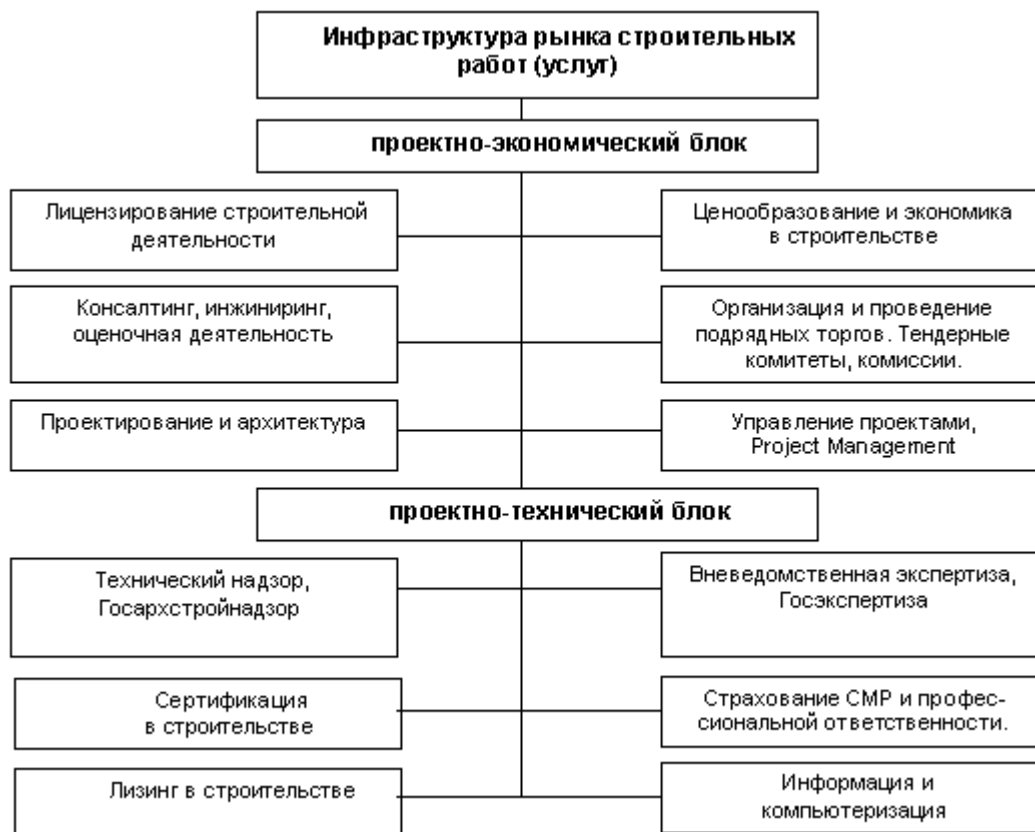 Инфраструктура рынка строительных
работ (услуг)
проектно-экономический блок
Лицензирование строительной
деятельности
Ценообразование и экономика
в строительстве
Консалтинг, инжиниринг,
оценочная деятельность
Организация и проведение
подрядных торгов. Тендерные
комитеты, комиссии.
Проектирование и архитектура
Управление проектами,
Project Management
проектно-технический блок
Технический надзор,
Госархстройнадзор
Вневедомственная экспертиза,
Госэкспертиза
Сертификация
в строительстве
Страхование СМР и профес-
сиональной ответственности.
Лизинг в строительстве
Информация и
компьютеризация